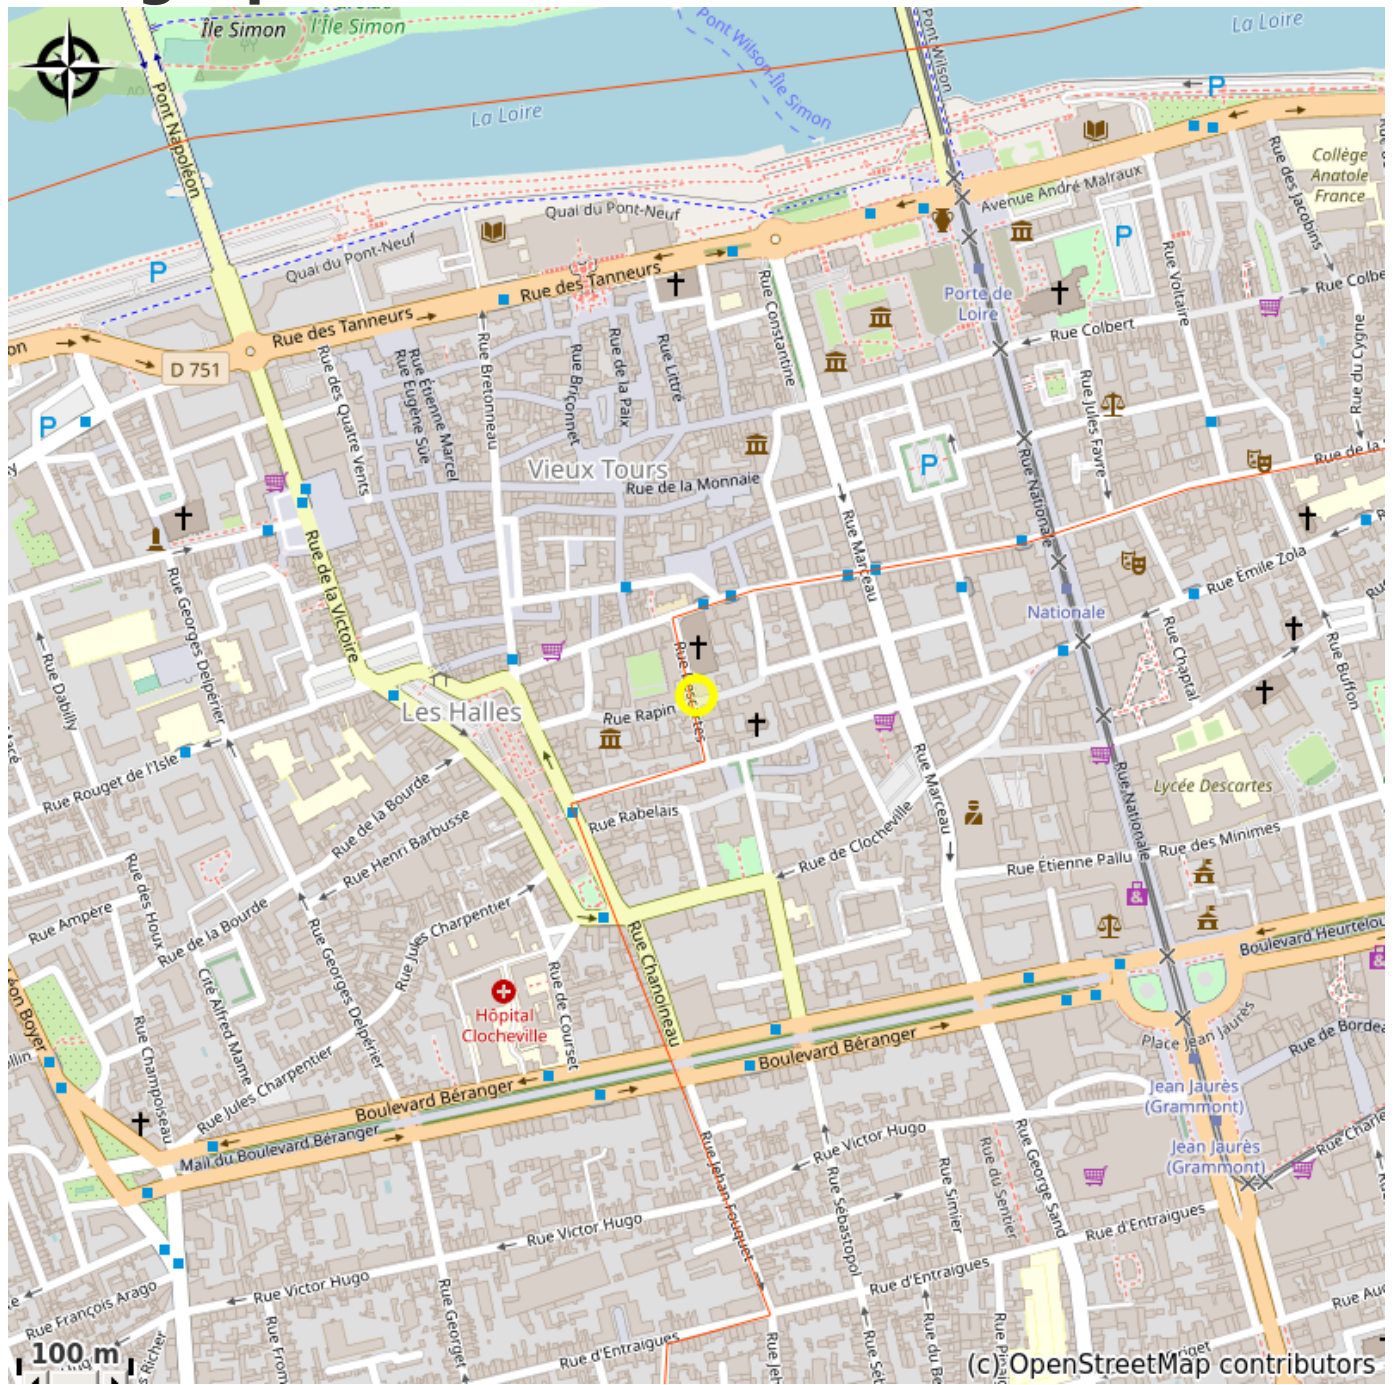 Île Simon
l'Île Simon
Pont Wilson-Île Simon
Pont Wilson
La Loire
La Loire
Pont Napoléon
Collège
Anatole
France
Rue des Jacobins
Avenue André Malraux
Quai du Pont-Neuf
Quai du Pont-Neuf
P
P
P
P
P
Rue des Tanneurs
Rue des Tanneurs
Rue Constantine
Porte de
Loire
Rue Voltaire
Rue Colbert
Rue du Cygne
D 751
Rue des Quatre Vents
Rue Étienne Marcel
Rue Eugène Süe
Rue Bretonneau
Rue Briçonnet
Rue de la Paix
Rue Littré
Rue Jules Favre
Vieux Tours
Rue de la Monnaie
Rue Nationale
Rue Marceau
Rue Émile Zola
Rue de la Victoire
Rue Georges Delpérier
Rue Dabilly
Nationale
Rue Chaptal
Rue Buffon
Les Halles
Rue Rapin
Rue Rouget de l'Isle
Rue de la Bourde
Rue Henri Barbusse
Rue Rabelais
Rue de Clocheville
Rue Marceau
Rue Nationale
Lycée Descartes
Rue des Minimes
Rue Étienne Pallu
Rue des Houx
Rue Ampère
Rue de la Bourde
Rue Jules Charpentier
Rue Georges Delpérier
Cité Alfred Mame
Rue Champoiseau
Rue Chanoineau
Rue de Courset
Hôpital
Clocheville
Boulevard Heurtelou
Place Jean Jaurès
Rue de Bordea
Boulevard Béranger
Boulevard Béranger
Mail du Boulevard Béranger
Rue Jules Charpentier
Jean Jaurès
(Grammont)
Jean Jaurès
(Grammont)
Rue Charle
Rue Victor Hugo
Rue Victor Hugo
Rue Victor Hugo
Rue Jehan Fouquet
Rue Sébastopol
Rue Simier
Rue du Sentier
Rue George Sand
Rue d'Entraigues
Rue d'Entraigues
Rue d'Entraigues
Rue François Arago
Rue Georget
100 m
(c) OpenStreetMap contributors